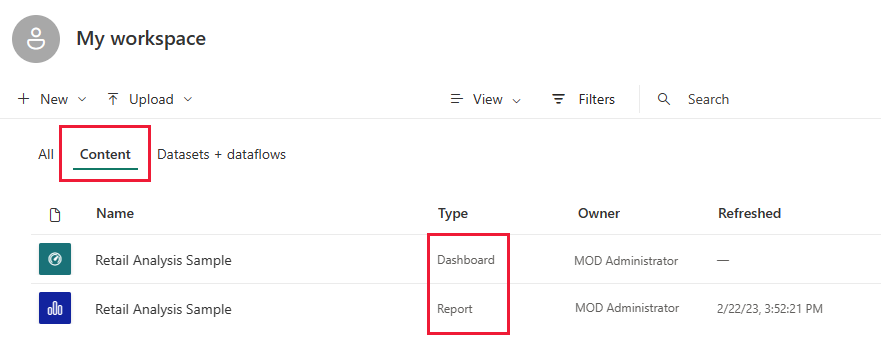 My workspace
New Upload View Filters Search
All Content Datasets + dataflows
Name Type Owner Refreshed
Retail Analysis Sample Dashboard MOD Administrator —
Retail Analysis Sample Report MOD Administrator 2/22/23, 3:52:21 PM